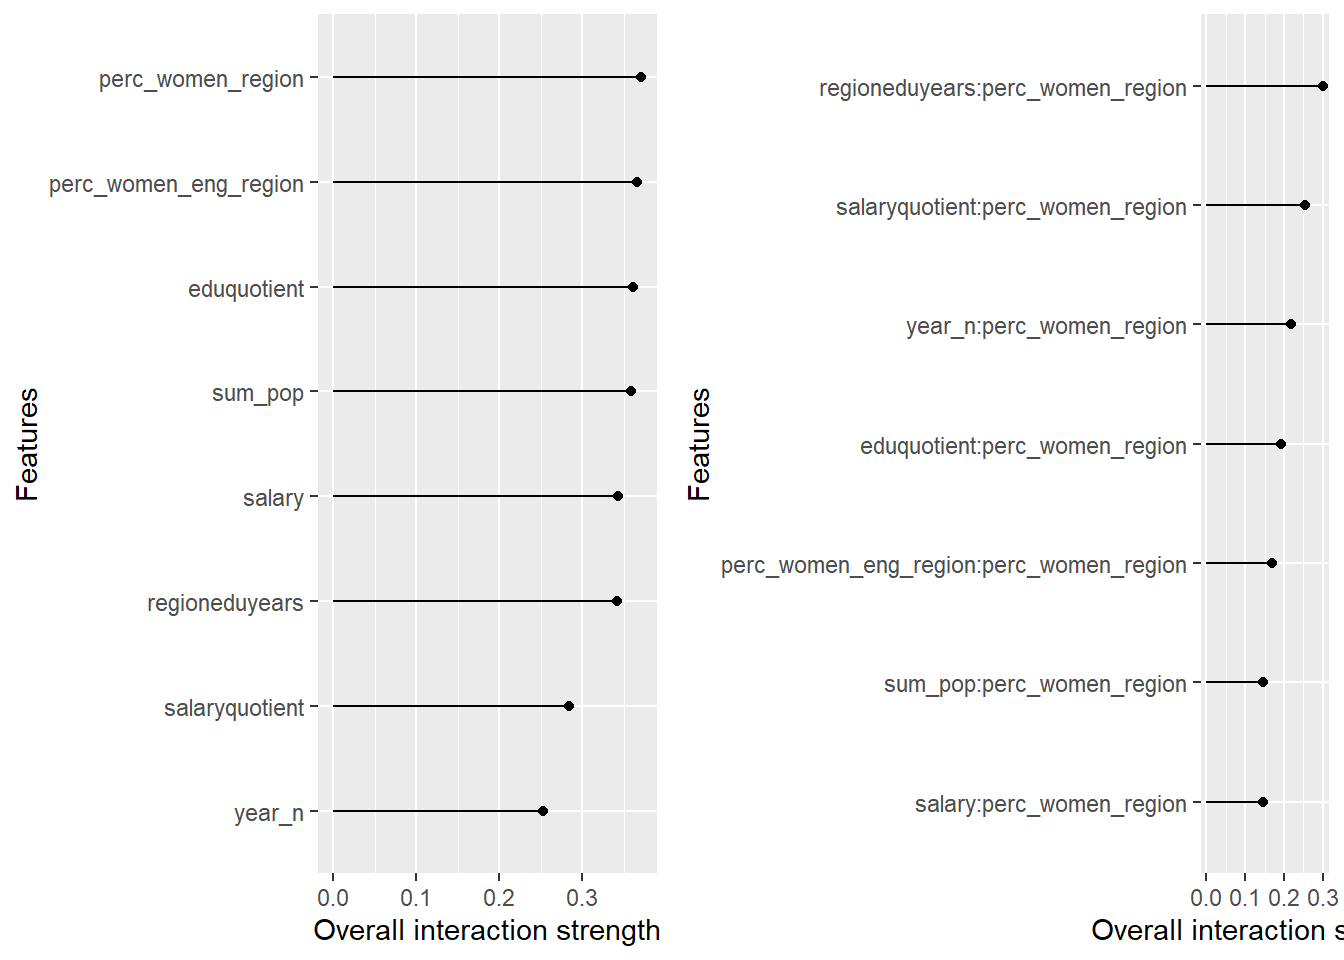 Features
perc_women_region
perc_women_eng_region
eduquotient
sum_pop
salary
regioneduyears
salaryquotient
year_n
0.0 0.1 0.2 0.3
Overall interaction strength
Features
regioneduyears:perc_women_region
salaryquotient:perc_women_region
year_n:perc_women_region
eduquotient:perc_women_region
perc_women_eng_region:perc_women_region
sum_pop:perc_women_region
salary:perc_women_region
0.0 0.1 0.2 0.3
Overall interaction s